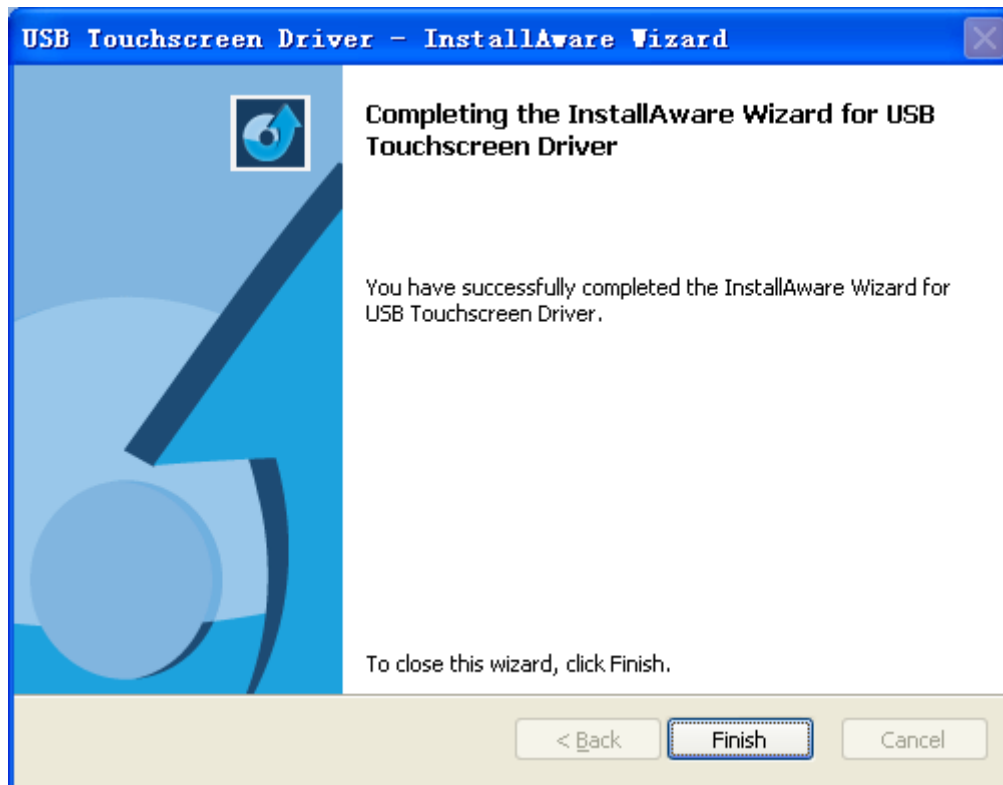 USB Touchscreen Driver - InstallAware Wizard
Completing the InstallAware Wizard for USB
Touchscreen Driver
You have successfully completed the InstallAware Wizard for
USB Touchscreen Driver.
To close this wizard, click Finish.
< Back
Finish
Cancel